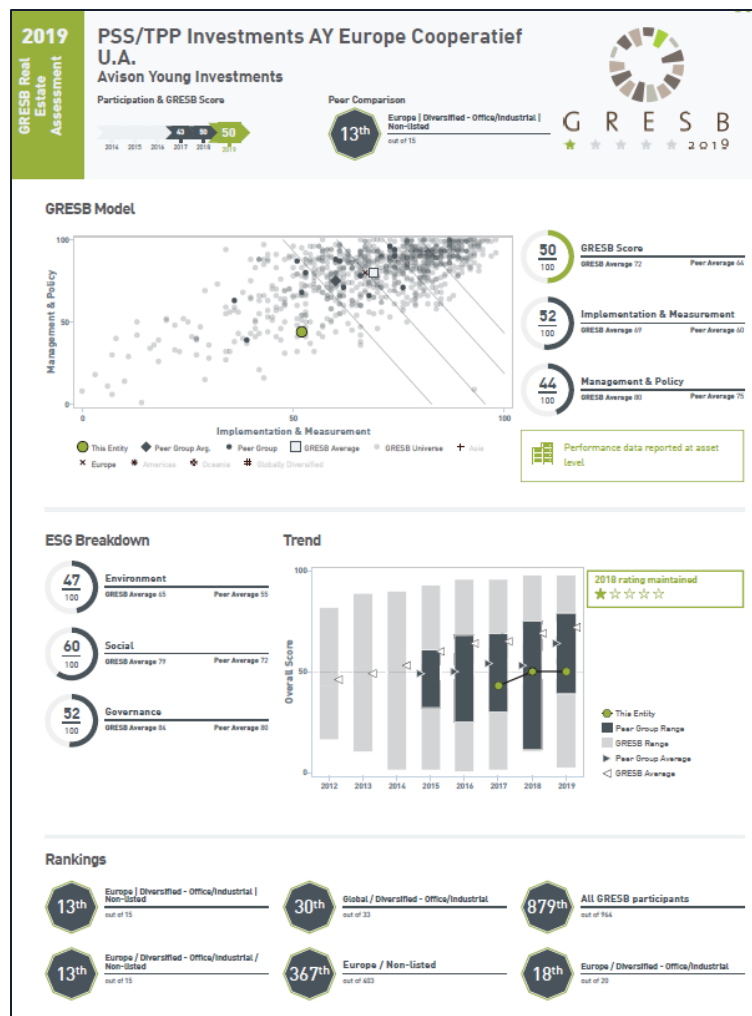 2019
GRESB Real
Estate
Assessment
PSS/TPP Investments AY Europe Cooperatief
U.A.
Avison Young Investments
Participation & GRESB Score
43 50 50
2014 2015 2016 2017 2018 2019
Peer Comparison
13th
Europe | Diversified - Office/Industrial |
Non-listed
out of 15
G R E S B
2019
GRESB Model
100
50
0
Management & Policy
0 50 100
Implementation & Measurement
This Entity Peer Group Avg. Peer Group GRESB Average GRESB Universe Asia
Europe Americas Oceania Globally Diversified
50
100
GRESB Score
GRESB Average 72 Peer Average 64
52
100
Implementation & Measurement
GRESB Average 69 Peer Average 60
44
100
Management & Policy
GRESB Average 80 Peer Average 75
Performance data reported at asset
level
ESG Breakdown
47
100
Environment
GRESB Average 65 Peer Average 55
60
100
Social
GRESB Average 79 Peer Average 72
52
100
Governance
GRESB Average 84 Peer Average 80
Trend
100
50
0
Overall Score
2012 2013 2014 2015 2016 2017 2018 2019
2018 rating maintained
This Entity
Peer Group Range
GRESB Range
Peer Group Average
GRESB Average
Rankings
13th
Europe | Diversified - Office/Industrial |
Non-listed
out of 15
30th
Global / Diversified - Office/Industrial
out of 33
879th
All GRESB participants
out of 964
13th
Europe / Diversified - Office/Industrial /
Non-listed
out of 15
367th
Europe / Non-listed
out of 403
18th
Europe / Diversified - Office/Industrial
out of 20